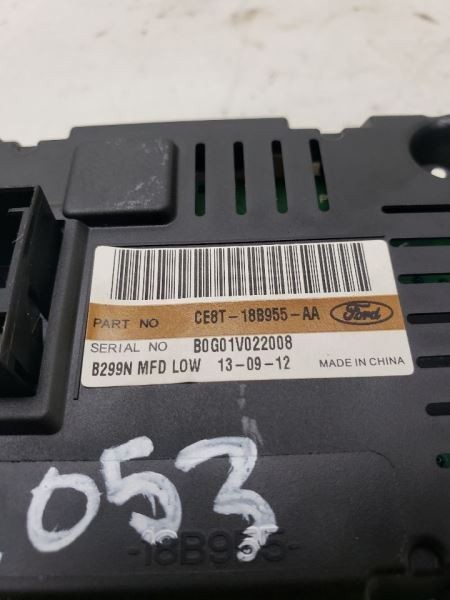 PART NO CE8T-18B955-AA Ford
SERIAL NO B0G01V022008
B299N MFD LOW 13-09-12 MADE IN CHINA
053
-18B955-